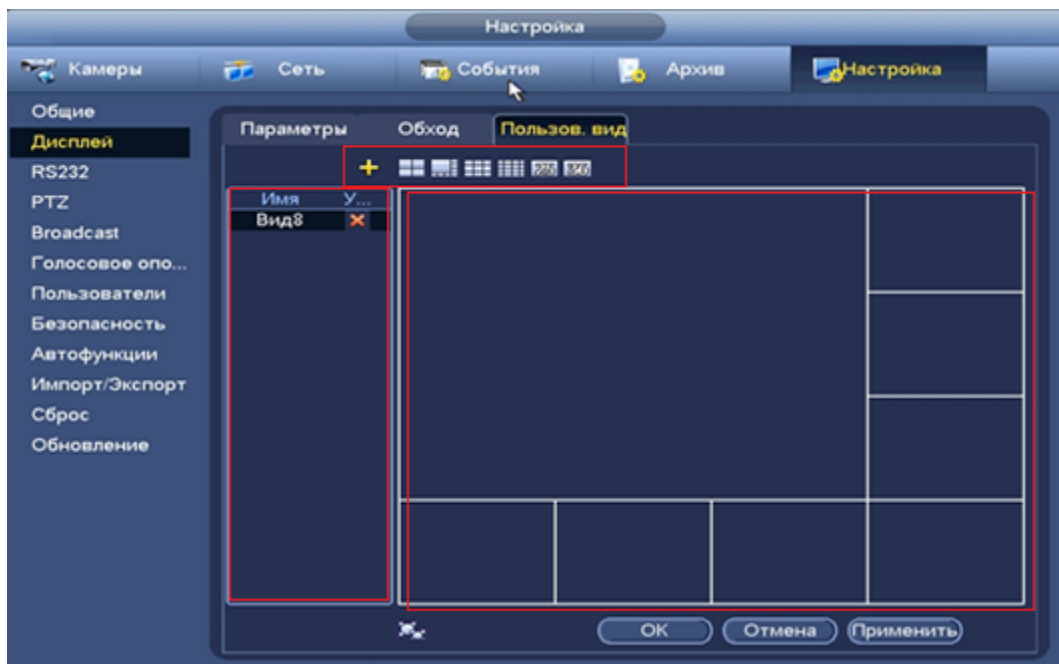 Настройка
Камеры Сеть События Архив Настройка
Общие
Дисплей
RS232
PTZ
Broadcast
Голосовое опо...
Пользователи
Безопасность
Автофункции
Импорт/Экспорт
Сброс
Обновление
Параметры Обход Пользов. вид
Имя У...
Вид8
OK Отмена Применить